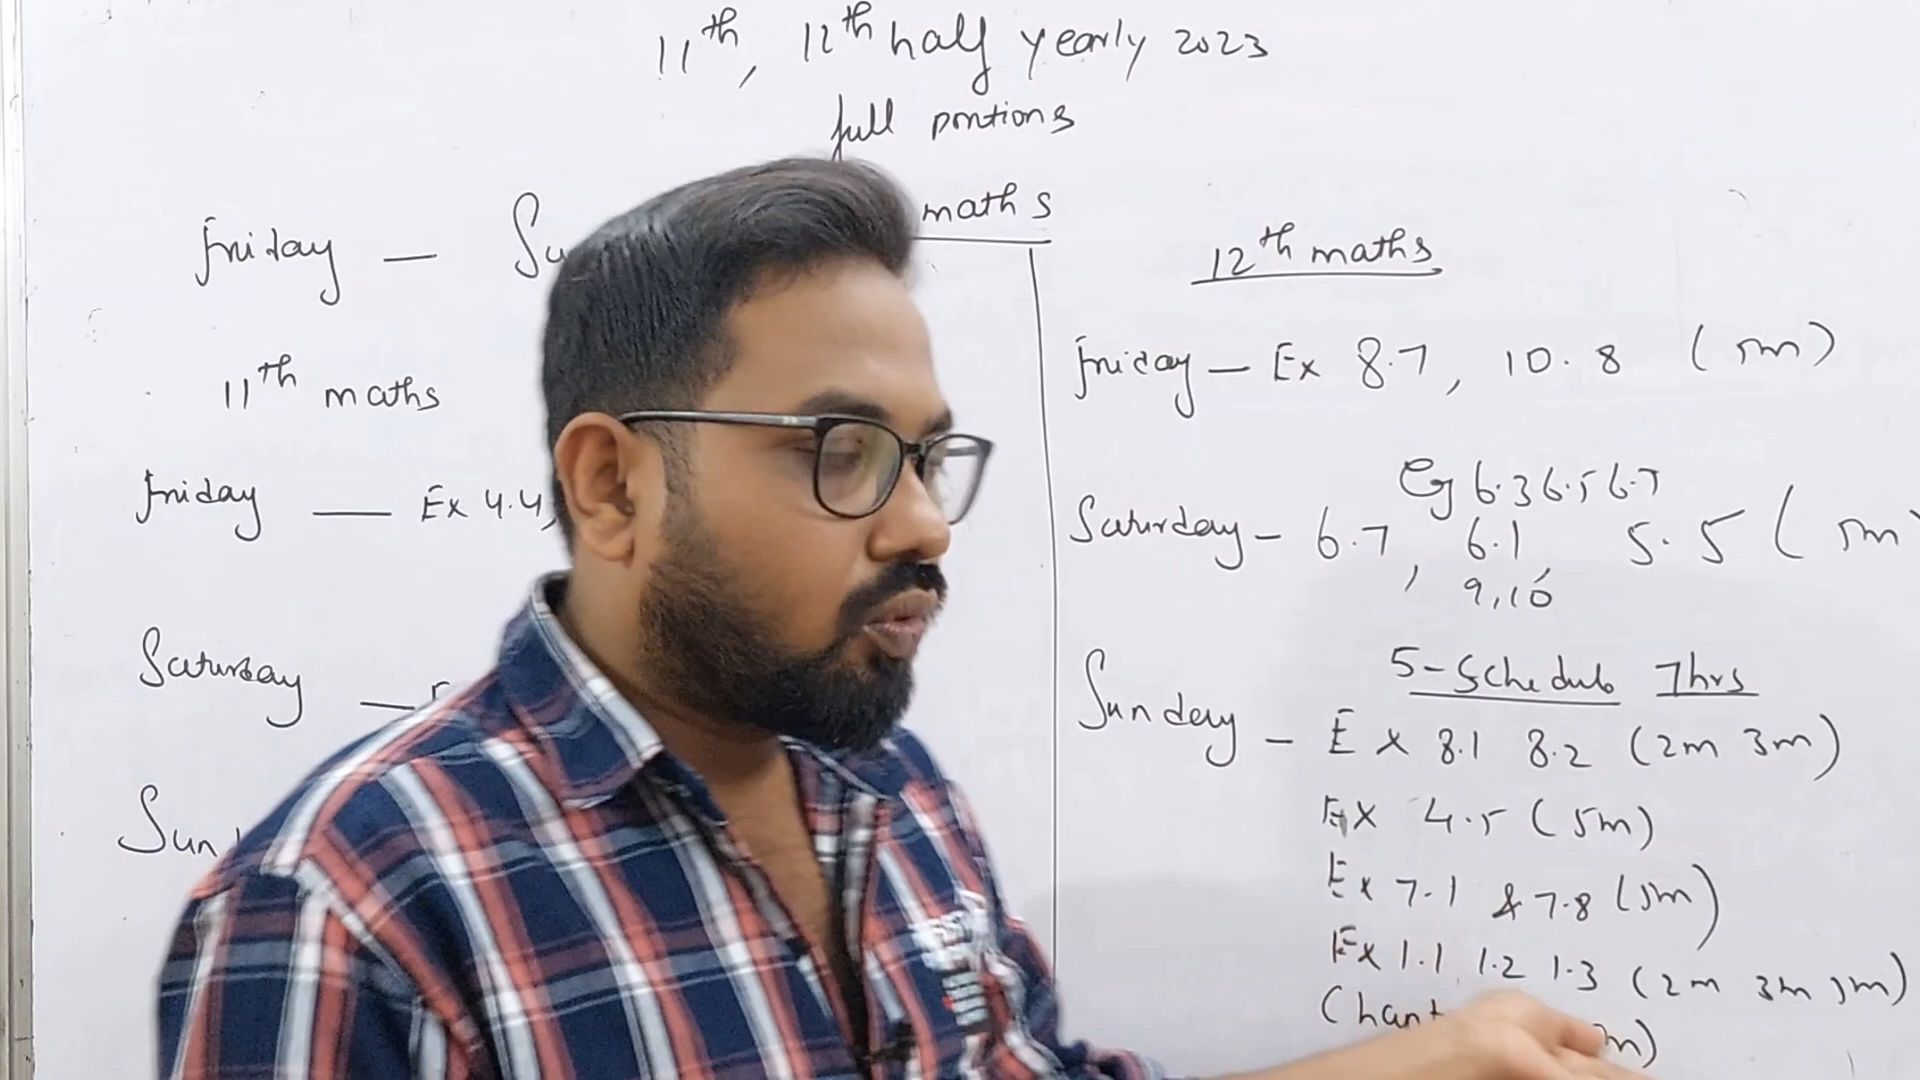 11th, 12th half yearly 2023
full portions
Friday — Su maths
11th maths
Friday — Ex 4.4,
Saturday —
Sun
12th maths
Friday — Ex 8.7, 10.8 (5m)
Eg 6.3 6.5 6.7
Saturday - 6.7, 6.1 5.5 (5m
9,10
5-Schedule 7hrs
Sunday - Ex 8.1 8.2 (2m 3m)
Ex 4.5 (5m)
Ex 7.1 & 7.8 (5m)
Ex 1.1 1.2 1.3 (2m 3m 5m)
m)